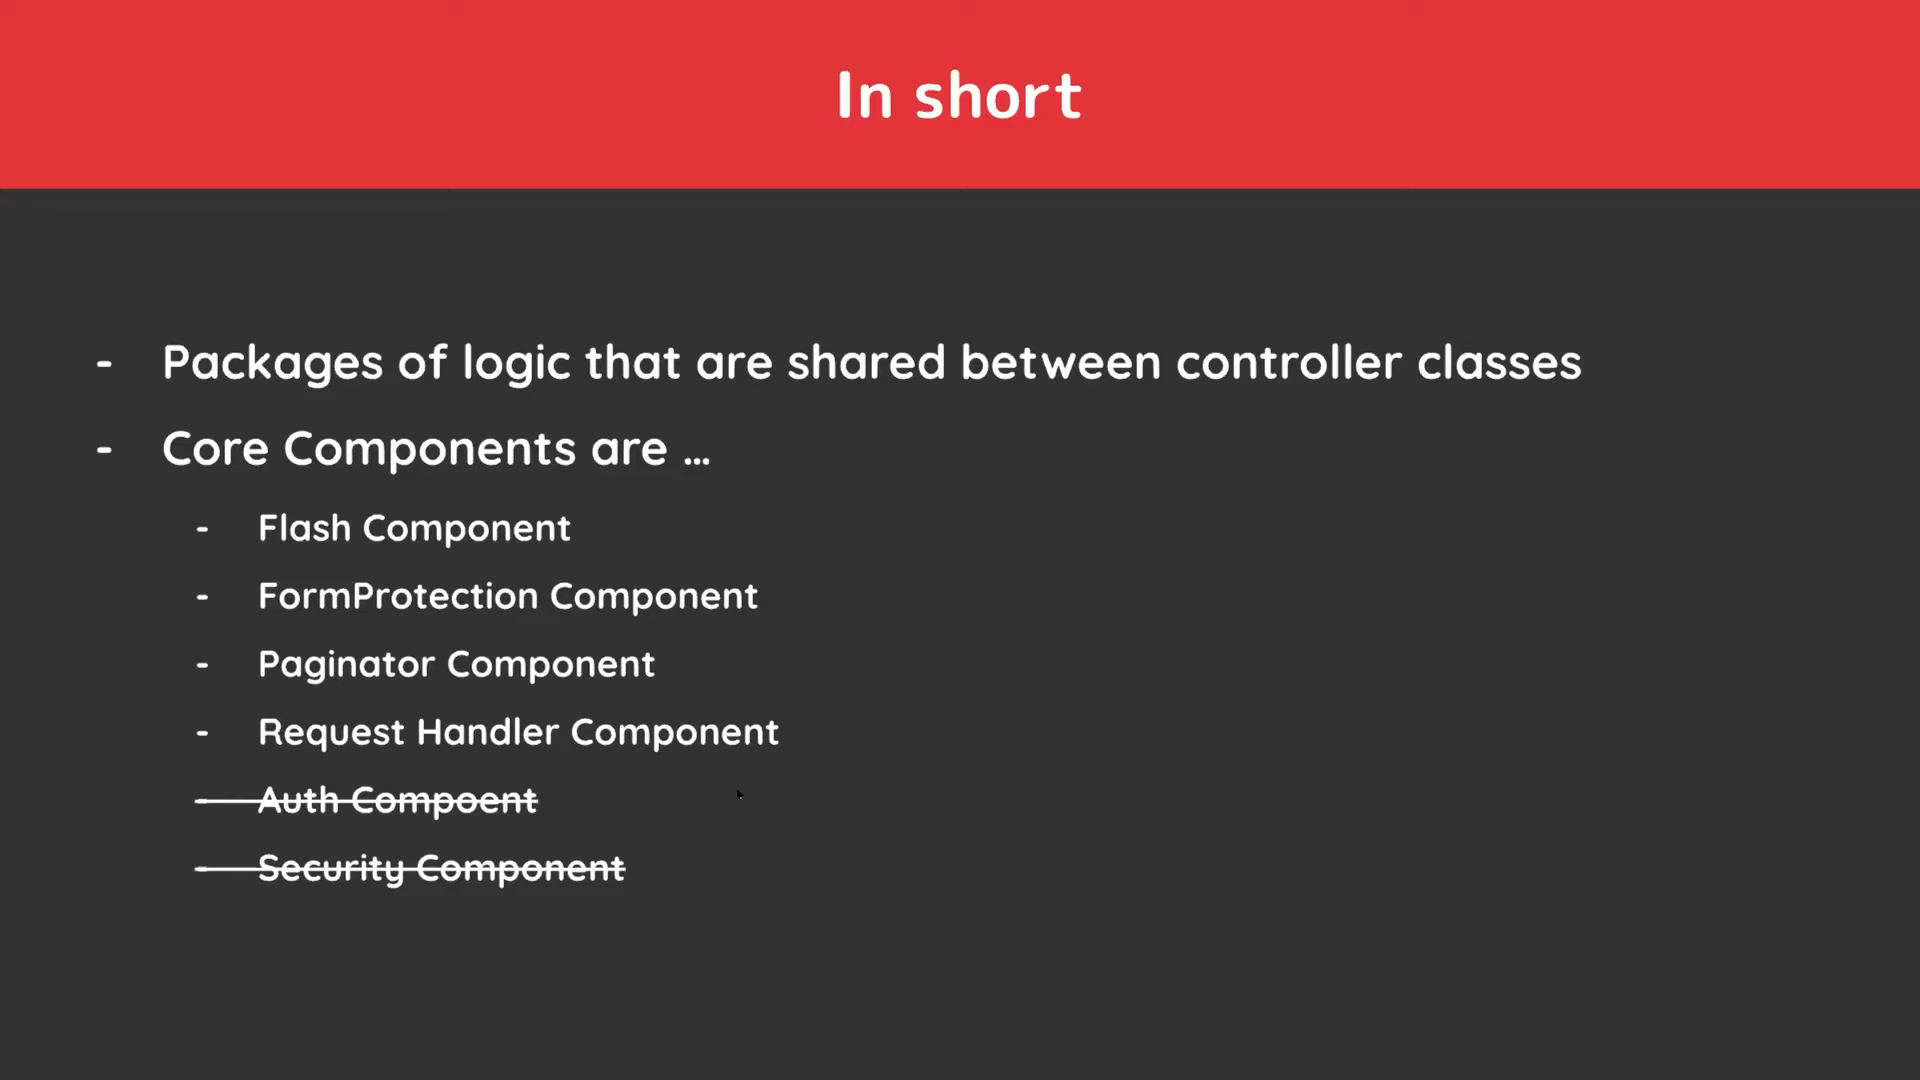 In short
- Packages of logic that are shared between controller classes
- Core Components are ...
- Flash Component
- FormProtection Component
- Paginator Component
- Request Handler Component
- Auth Compoent
- Security Component